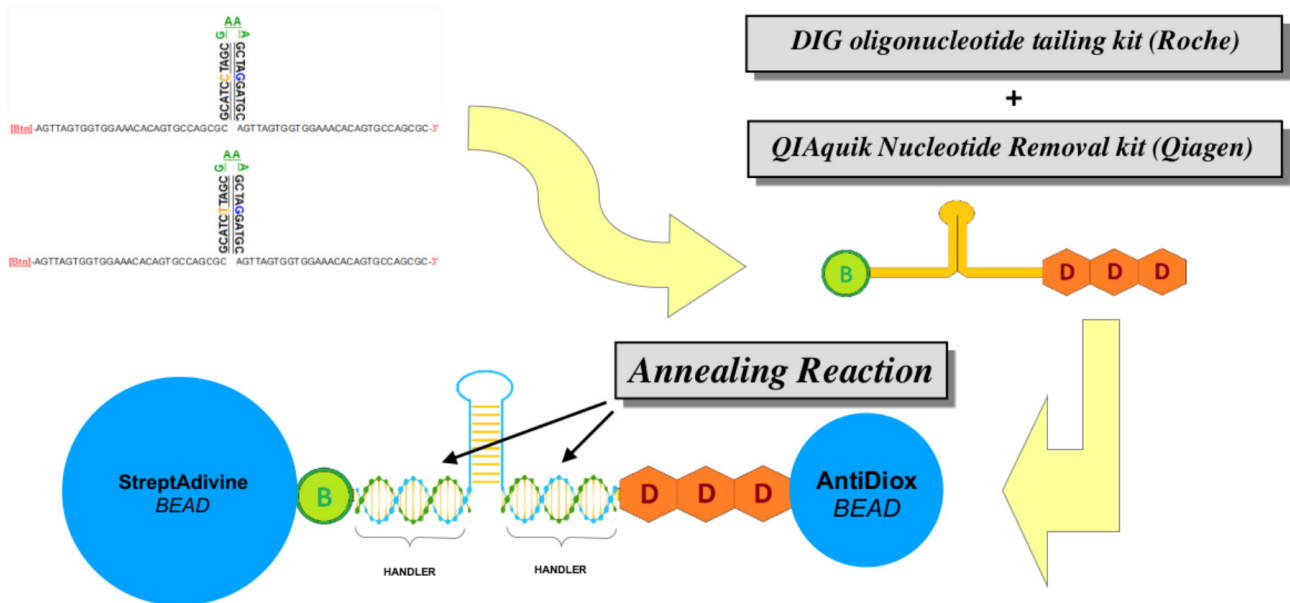 AA
G A
GCATCCTAGC GCTAGGATGC
[Btn]-AGTTAGTGGTGGAAACACAGTGCCAGCGC AGTTAGTGGTGGAAACACAGTGCCAGCGC-3'
AA
G A
GCATCTTAGC GCTAGGATGC
[Btn]-AGTTAGTGGTGGAAACACAGTGCCAGCGC AGTTAGTGGTGGAAACACAGTGCCAGCGC-3'
DIG oligonucleotide tailing kit (Roche)
+
QIAquik Nucleotide Removal kit (Qiagen)
B D D D
Annealing Reaction
StreptAdivine
BEAD
B D D D
AntiDiox
BEAD
HANDLER HANDLER